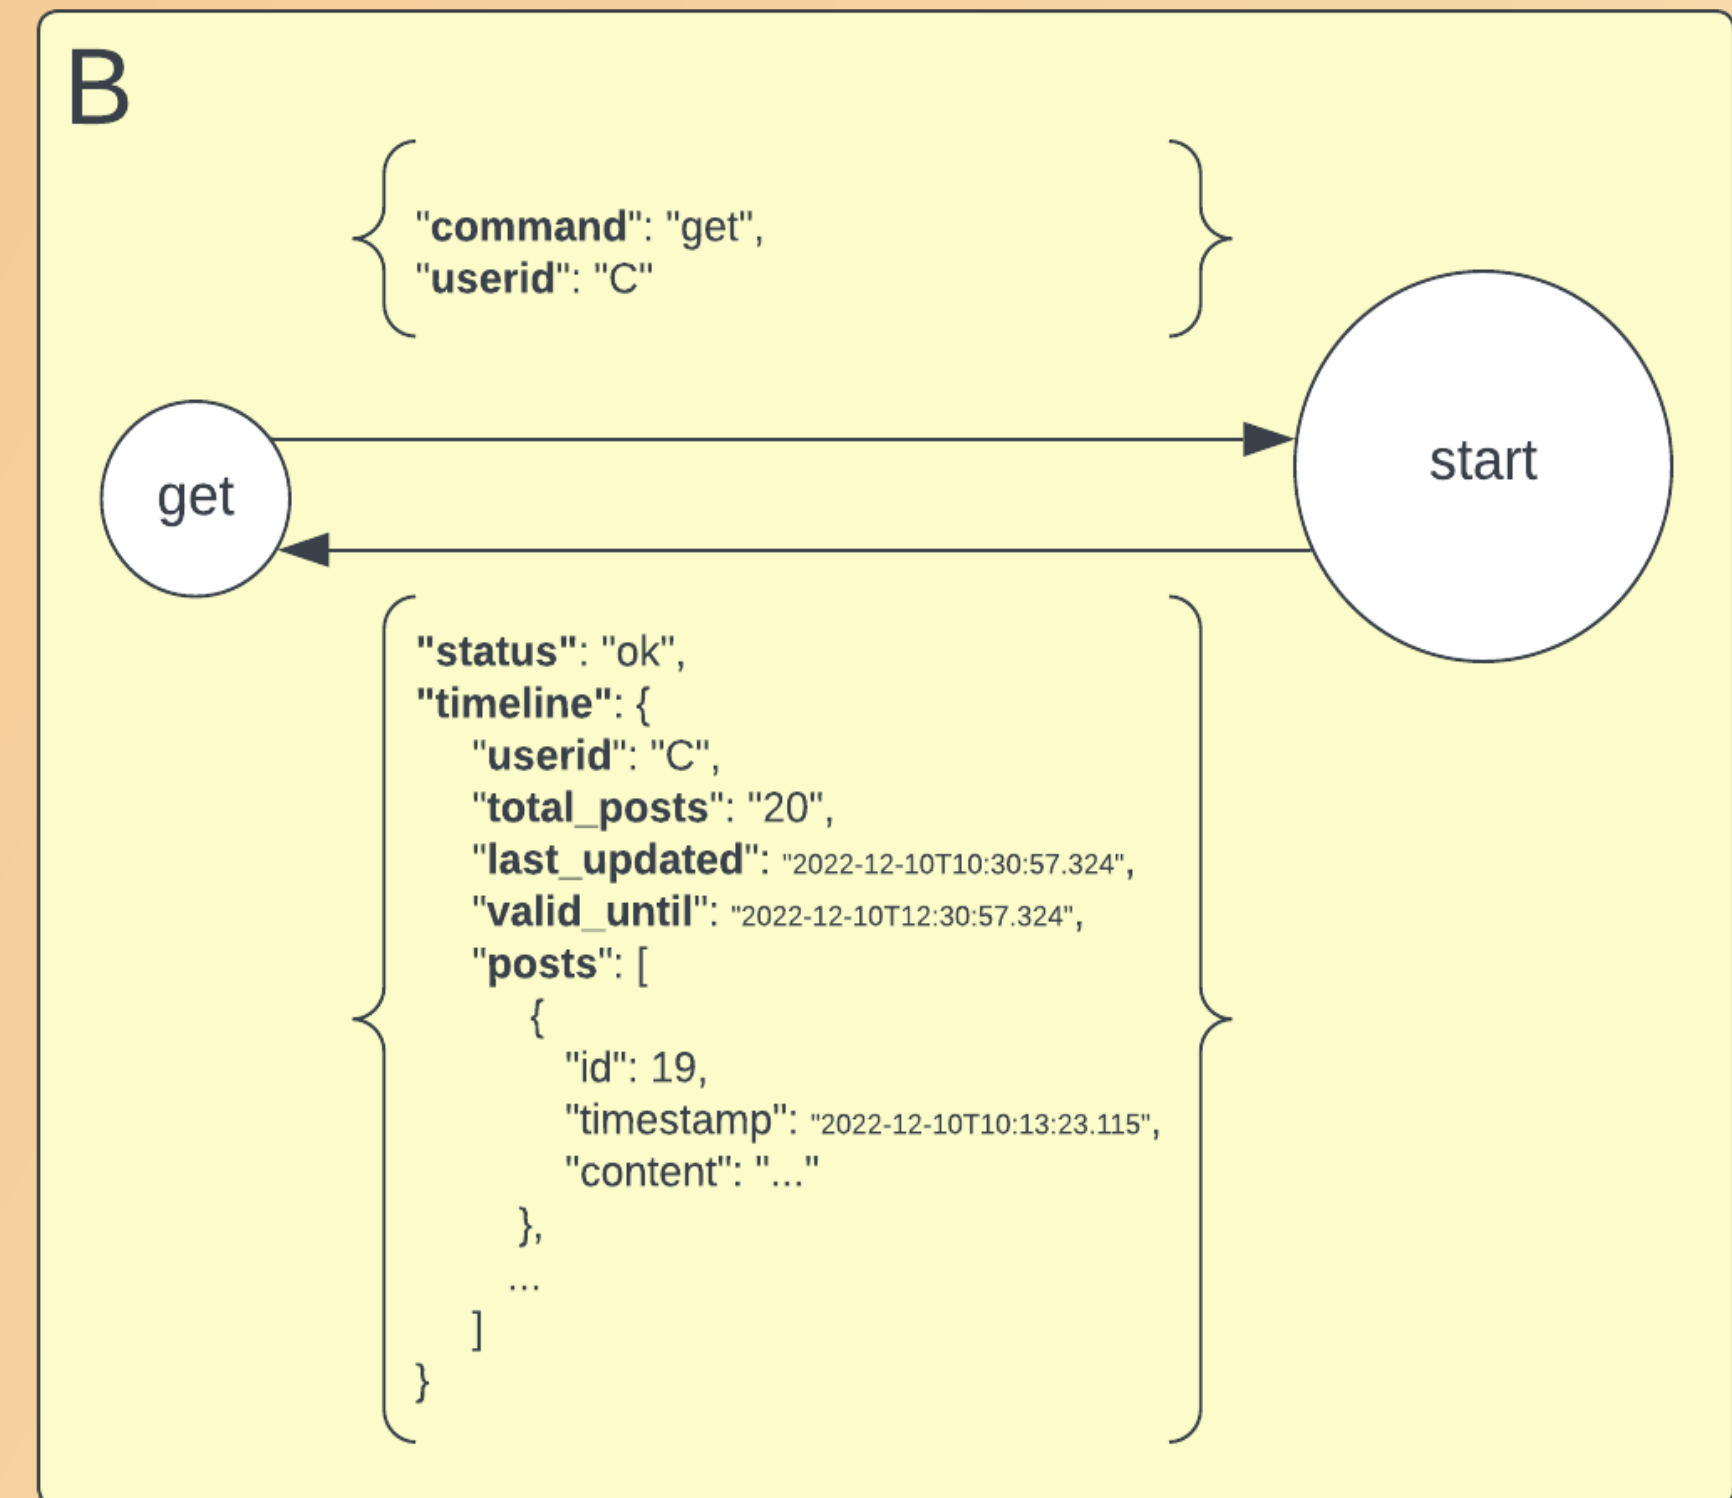 B
"command": "get",
"userid": "C"
get
start
"status": "ok",
"timeline": {
"userid": "C",
"total_posts": "20",
"last_updated": "2022-12-10T10:30:57.324",
"valid_until": "2022-12-10T12:30:57.324",
"posts": [
{
"id": 19,
"timestamp": "2022-12-10T10:13:23.115",
"content": "..."
},
...
]
}